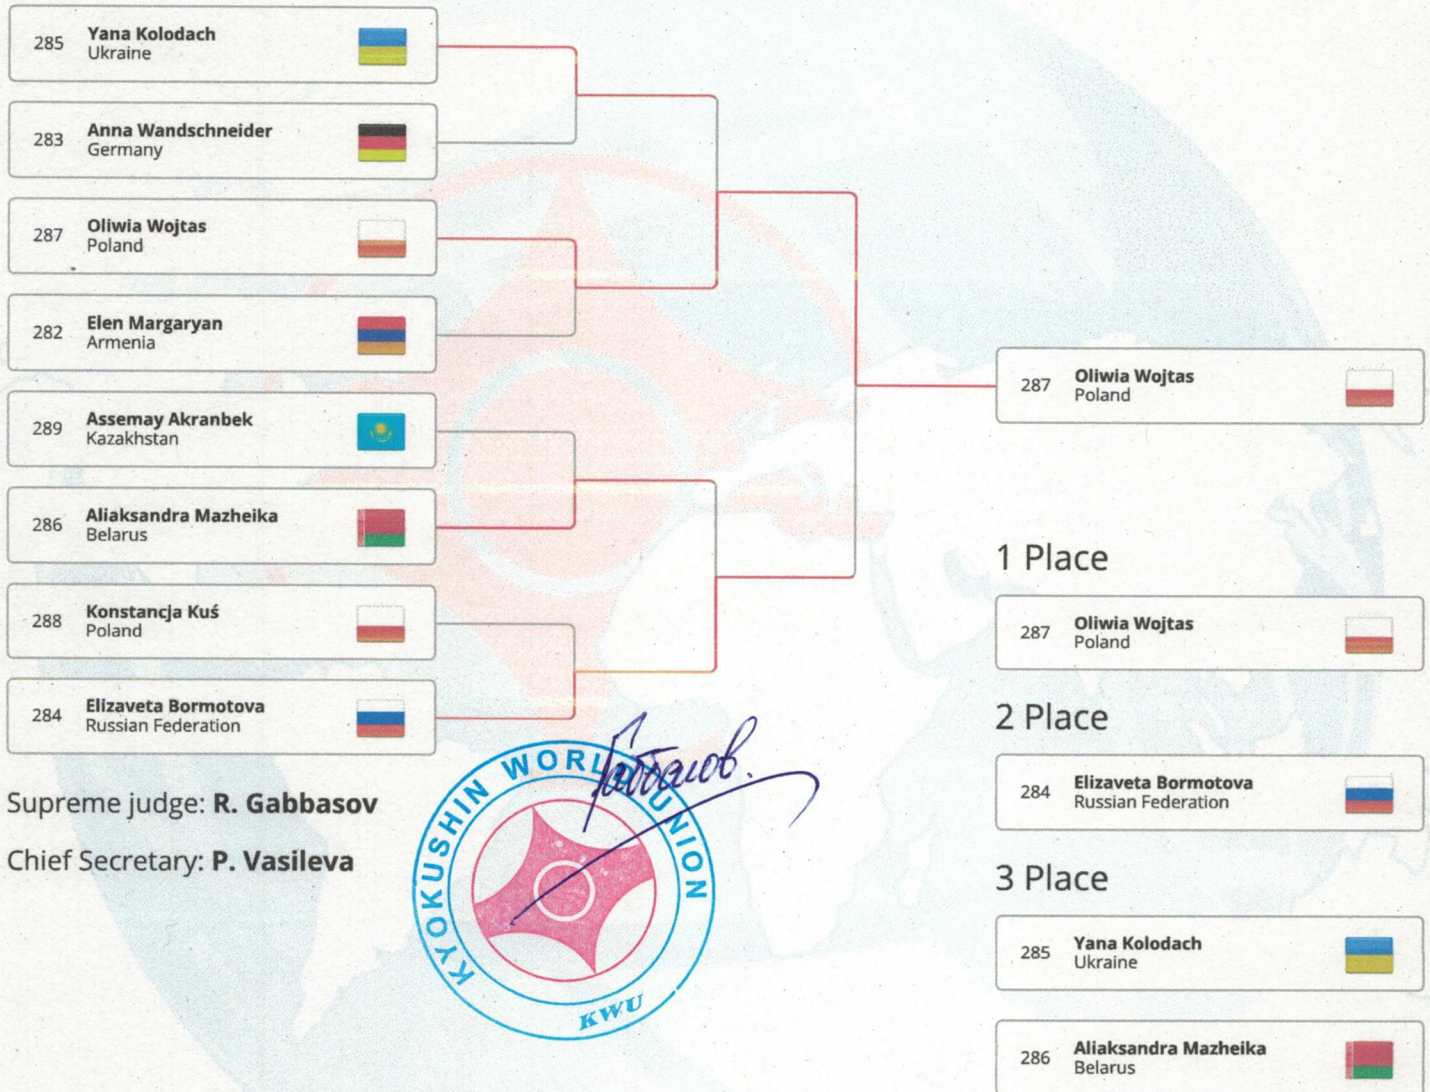 285
Yana Kolodach
Ukraine
283
Anna Wandschneider
Germany
287
Oliwia Wojtas
Poland
282
Elen Margaryan
Armenia
289
Assemay Akranbek
Kazakhstan
286
Aliaksandra Mazheika
Belarus
288
Konstancja Kuś
Poland
284
Elizaveta Bormotova
Russian Federation
Supreme judge: R. Gabbasov
Chief Secretary: P. Vasileva
KYOKUSHIN WORLD UNION
KWU
287
Oliwia Wojtas
Poland
1 Place
287
Oliwia Wojtas
Poland
2 Place
284
Elizaveta Bormotova
Russian Federation
3 Place
285
Yana Kolodach
Ukraine
286
Aliaksandra Mazheika
Belarus